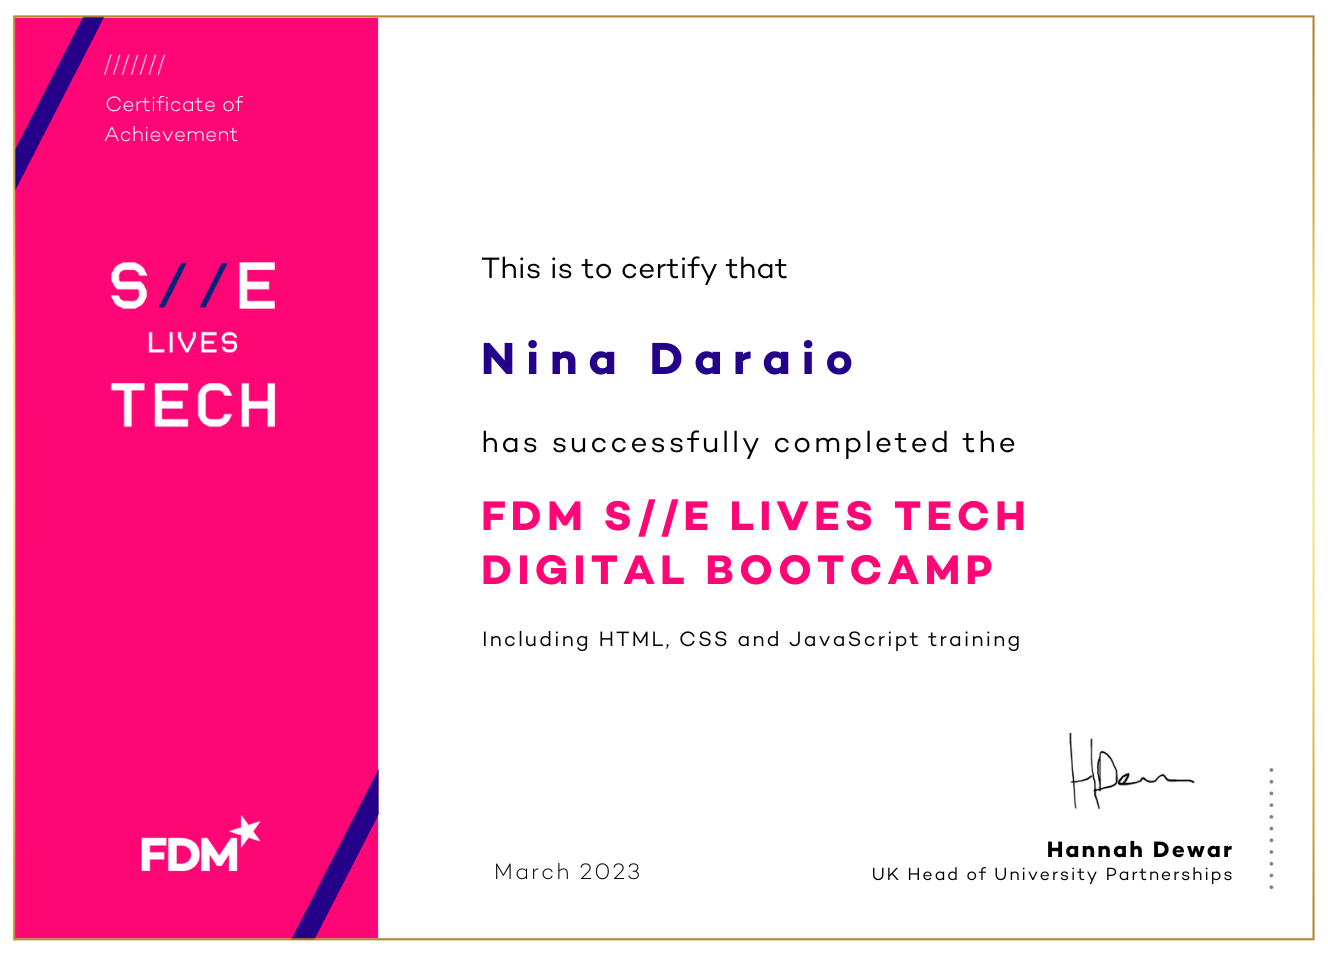 ///////
Certificate of
Achievement
S//E
LIVES
TECH
This is to certify that
Nina Daraio
has successfully completed the
FDM S//E LIVES TECH
DIGITAL BOOTCAMP
Including HTML, CSS and JavaScript training
HDew
Hannah Dewar
UK Head of University Partnerships
March 2023
FDM